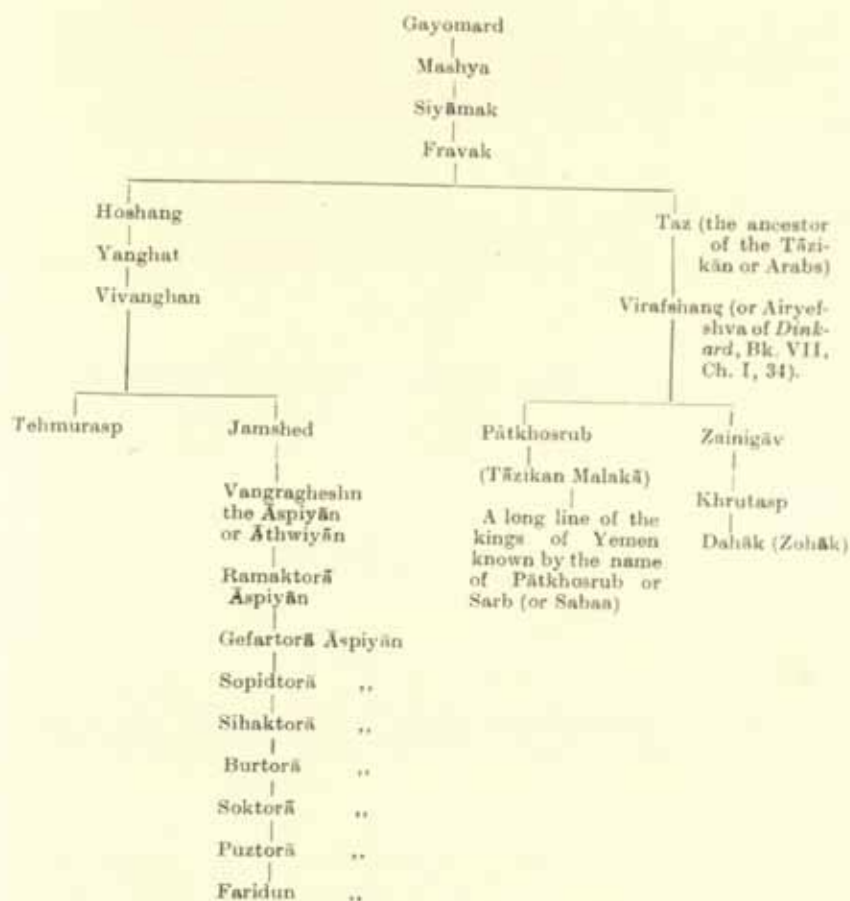 Gayomard
Mashya
Siyāmak
Fravak
Hoshang
Yanghat
Vivanghan
Taz (the ancestor
of the Tāzi-
kān or Arabs)
Virafshang (or Airyef-
shva of Dink-
ard, Bk. VII,
Ch. I, 34).
Tehmurasp
Jamshed
Pātkhosrub
Zainigāv
Vangragheshn
the Āspiyān
or Āthwiyān
Ramaktorā
Āspiyān
Gefartorā Āspiyān
Sopidtorā ,,
Sihaktorā ,,
Burtorā ,,
Soktorā ,,
Puztorā ,,
Faridun ,,
(Tāzikan Malakā)
A long line of the
kings of Yemen
known by the name
of Pātkhosrub or
Sarb (or Sabaa)
Khrutasp
Dahāk (Zohāk)